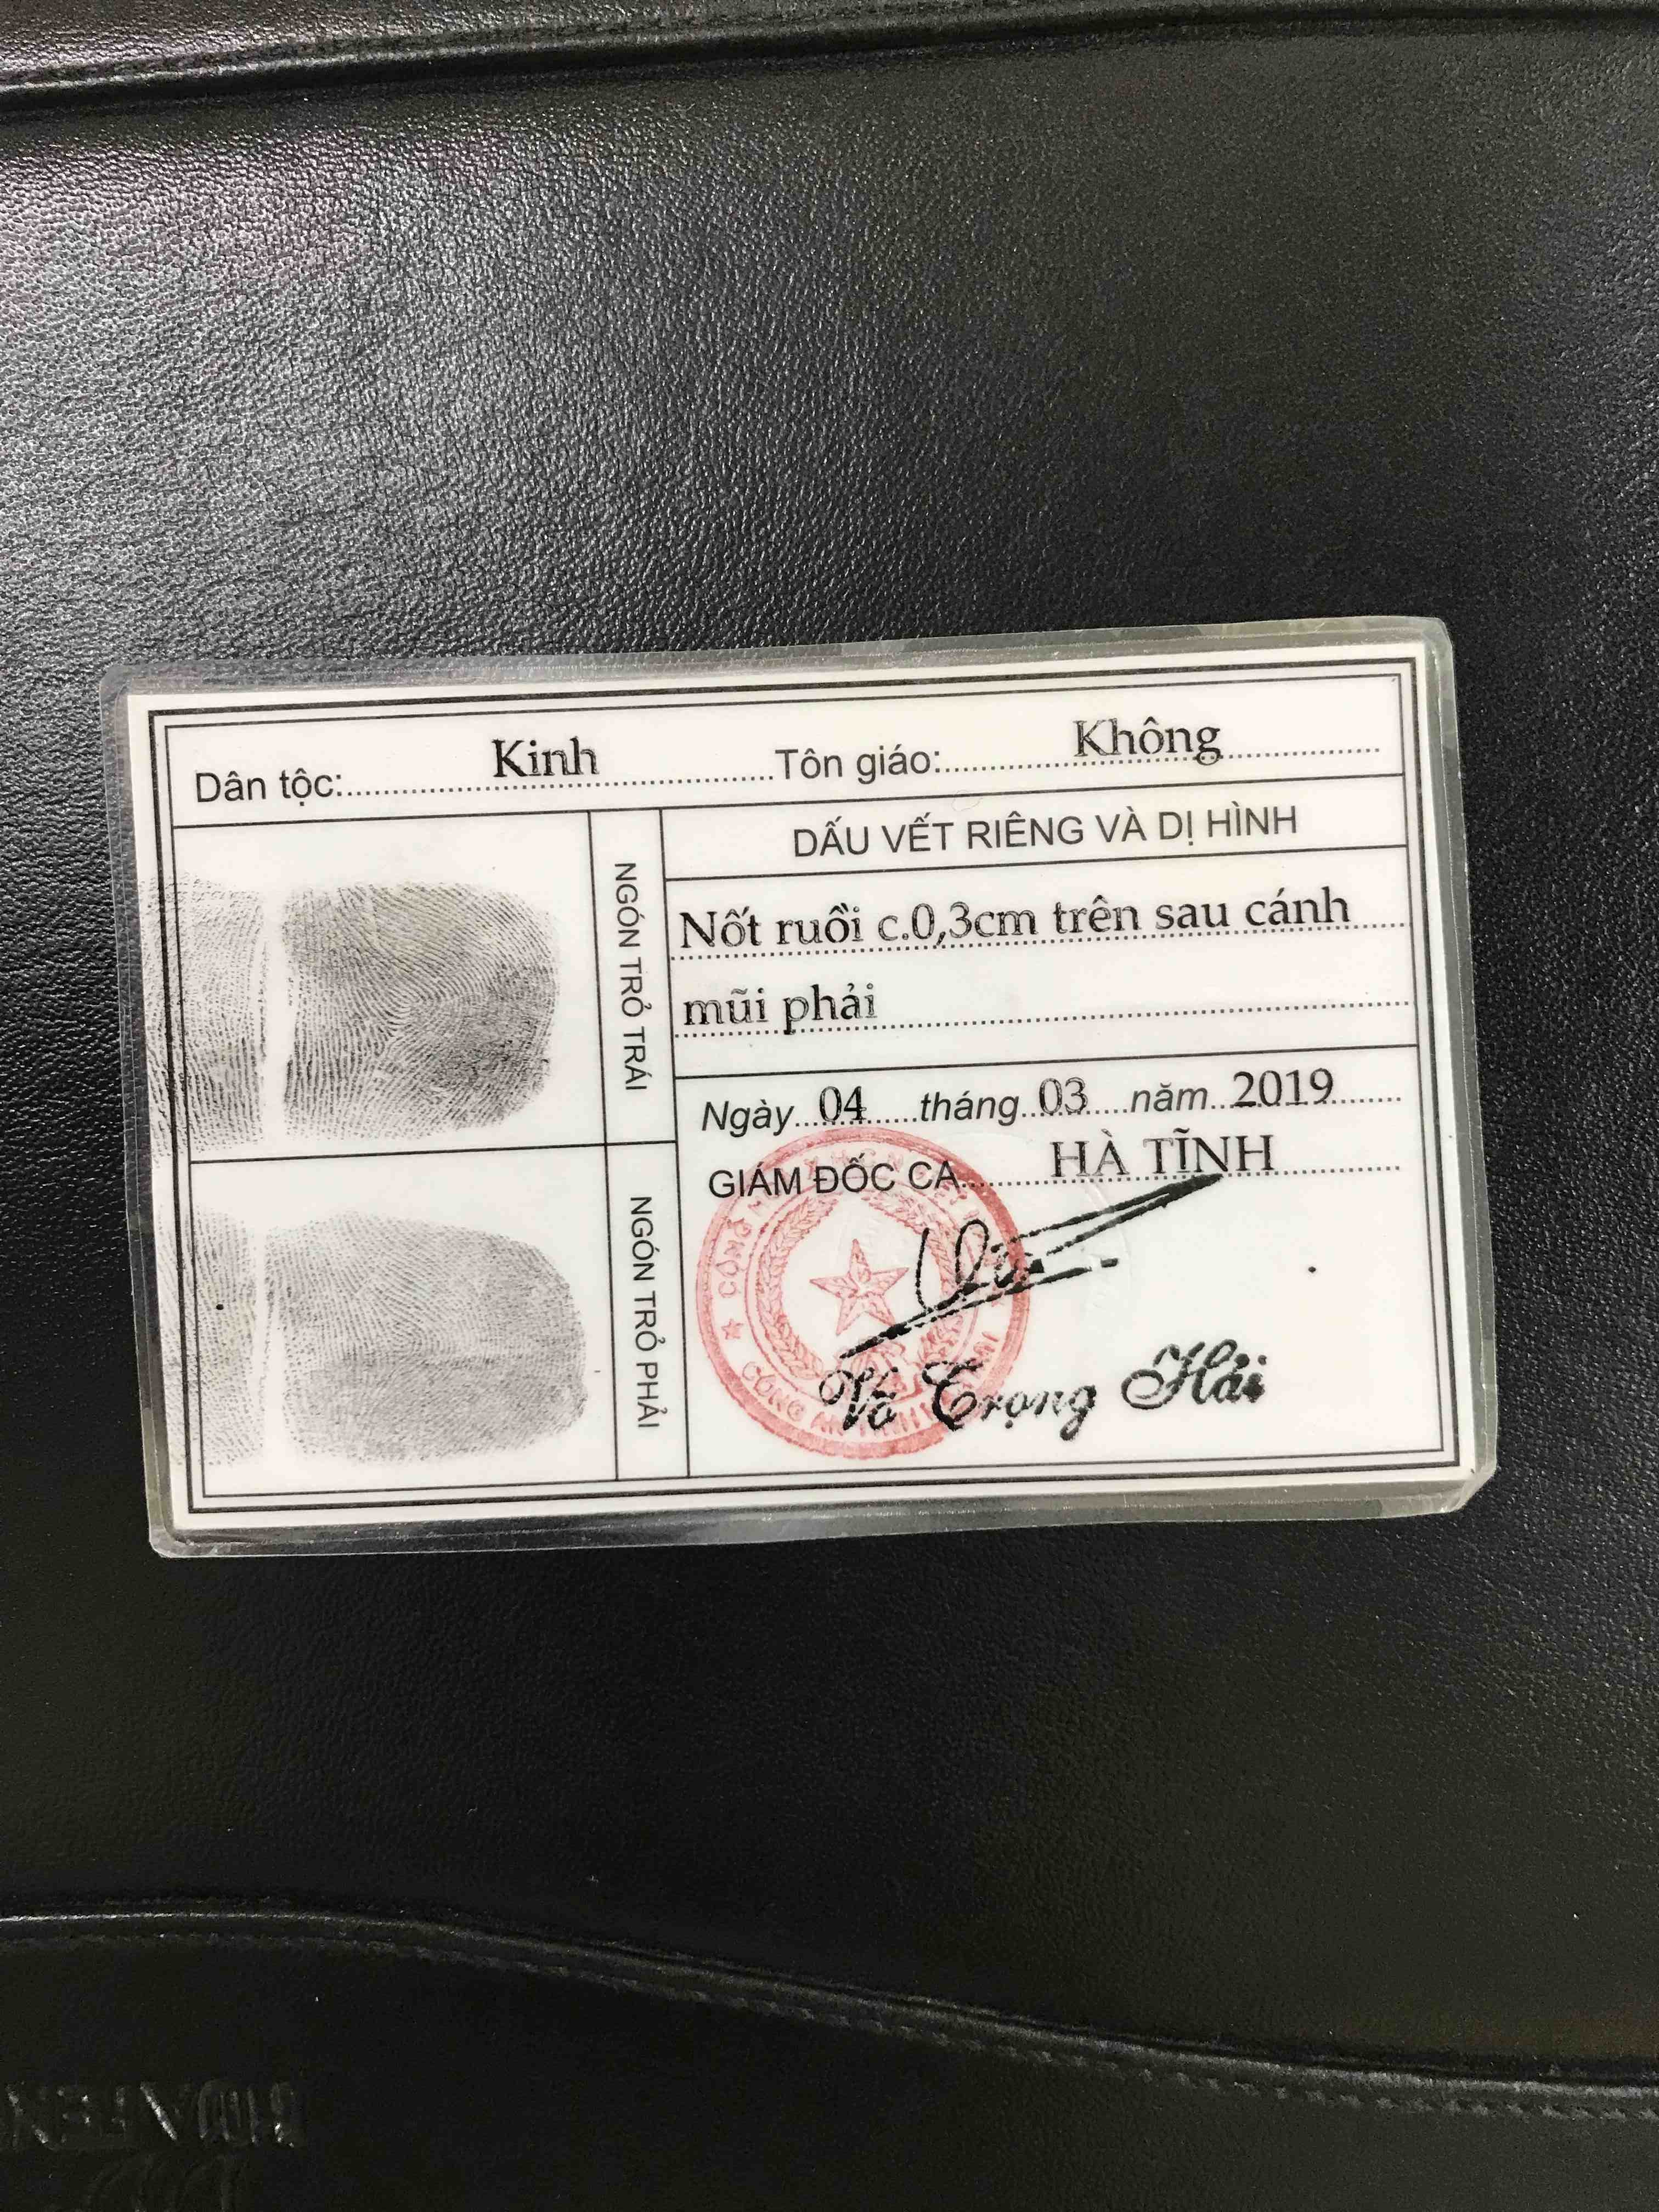 Dân tộc: Kinh Tôn giáo: Không
NGÓN TRỎ TRÁI
DẤU VẾT RIÊNG VÀ DỊ HÌNH
Nốt ruồi c.0,3cm trên sau cánh
mũi phải
NGÓN TRỎ PHẢI
Ngày 04 tháng 03 năm 2019
GIÁM ĐỐC CA HÀ TĨNH
CÔNG AN
Võ Trọng Hải